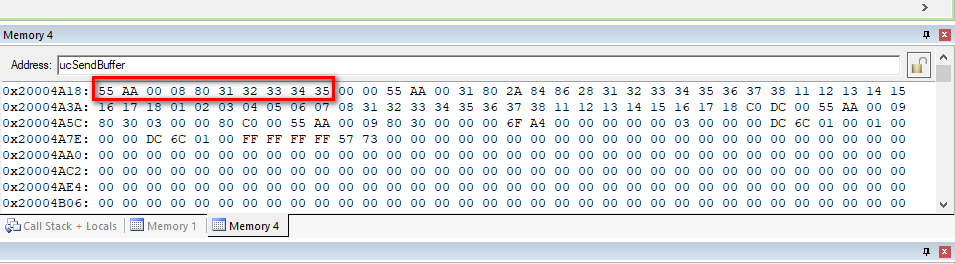 Memory 4
Address: ucSendBuffer
0x20004A18: 55 AA 00 08 80 31 32 33 34 35 00 00 55 AA 00 31 80 2A 84 86 28 31 32 33 34 35 36 37 38 11 12 13 14 15
0x20004A3A: 16 17 18 01 02 03 04 05 06 07 08 31 32 33 34 35 36 37 38 11 12 13 14 15 16 17 18 C0 DC 00 55 AA 00 09
0x20004A5C: 80 30 03 00 00 80 C0 00 55 AA 00 09 80 30 00 00 00 6F A4 00 00 00 00 03 00 00 00 DC 6C 01 00 01 00
0x20004A7E: 00 00 DC 6C 01 00 FF FF FF FF 57 73 00 00 00 00 00 00 00 00 00 00 00 00 00 00 00 00 00 00 00 00 00 00
0x20004AA0: 00 00 00 00 00 00 00 00 00 00 00 00 00 00 00 00 00 00 00 00 00 00 00 00 00 00 00 00 00 00 00 00 00 00
0x20004AC2: 00 00 00 00 00 00 00 00 00 00 00 00 00 00 00 00 00 00 00 00 00 00 00 00 00 00 00 00 00 00 00 00 00 00
0x20004AE4: 00 00 00 00 00 00 00 00 00 00 00 00 00 00 00 00 00 00 00 00 00 00 00 00 00 00 00 00 00 00 00 00 00 00
0x20004B06: 00 00 00 00 00 00 00 00 00 00 00 00 00 00 00 00 00 00 00 00 00 00 00 00 00 00 00 00 00 00 00 00 00 00
Call Stack + Locals Memory 1 Memory 4